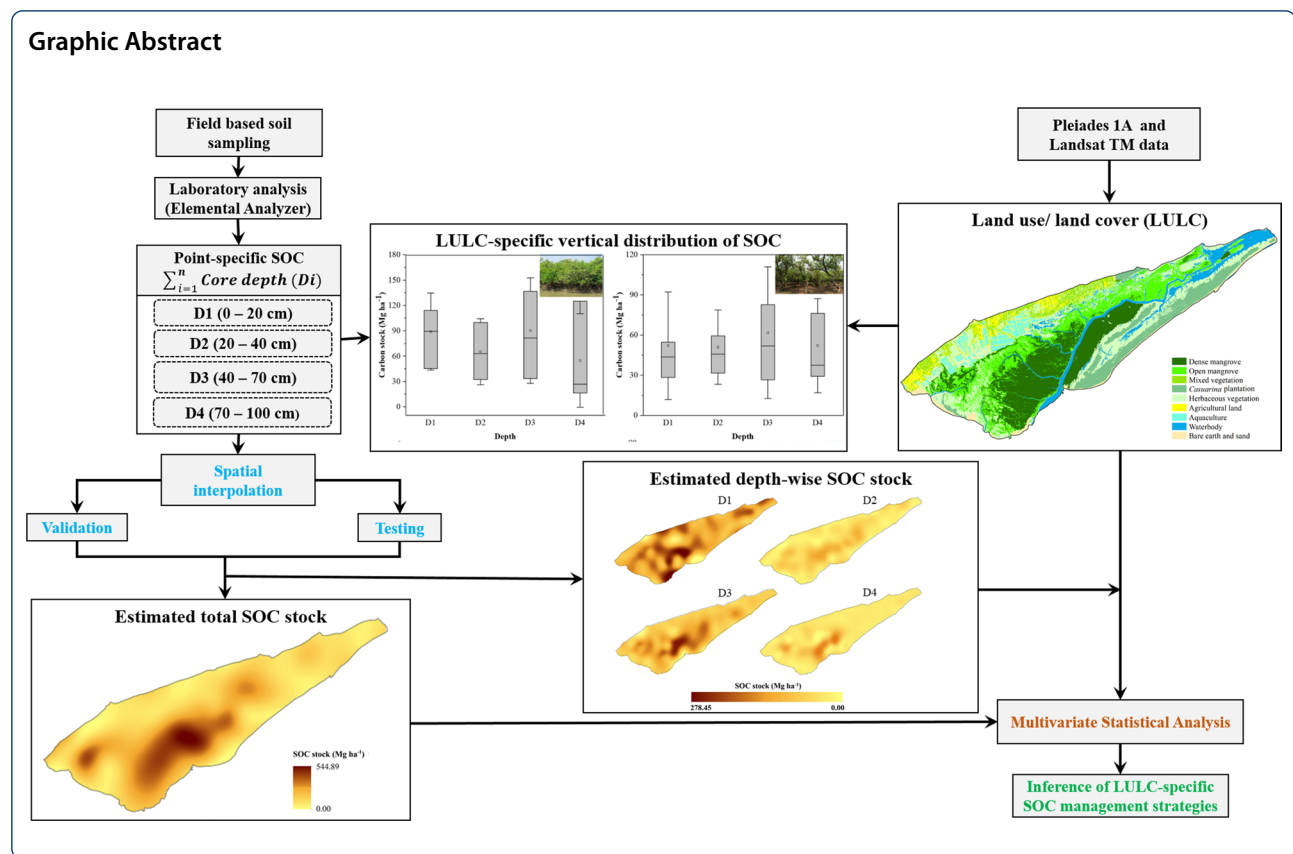 Graphic Abstract
Field based soil
sampling
Laboratory analysis
(Elemental Analyzer)
Point-specific SOC
∑ⁿᵢ₌₁ Core depth (Di)
D1 (0 – 20 cm)
D2 (20 – 40 cm)
D3 (40 – 70 cm)
D4 (70 – 100 cm)
Spatial
interpolation
Validation
Testing
LULC-specific vertical distribution of SOC
Carbon stock (Mg ha⁻¹)
180
150
120
90
60
30
0
D1 D2 D3 D4
Depth
Carbon stock (Mg ha⁻¹)
120
90
60
30
0
D1 D2 D3 D4
Depth
Pleiades 1A and
Landsat TM data
Land use/ land cover (LULC)
Dense mangrove
Open mangrove
Mixed vegetation
Casuarina plantation
Herbaceous vegetation
Agricultural land
Aquaculture
Waterbody
Bare earth and sand
Estimated depth-wise SOC stock
D1 D2
D3 D4
SOC stock (Mg ha⁻¹)
278.45 0.00
Estimated total SOC stock
SOC stock (Mg ha⁻¹)
544.89
0.00
Multivariate Statistical Analysis
Inference of LULC-specific
SOC management strategies